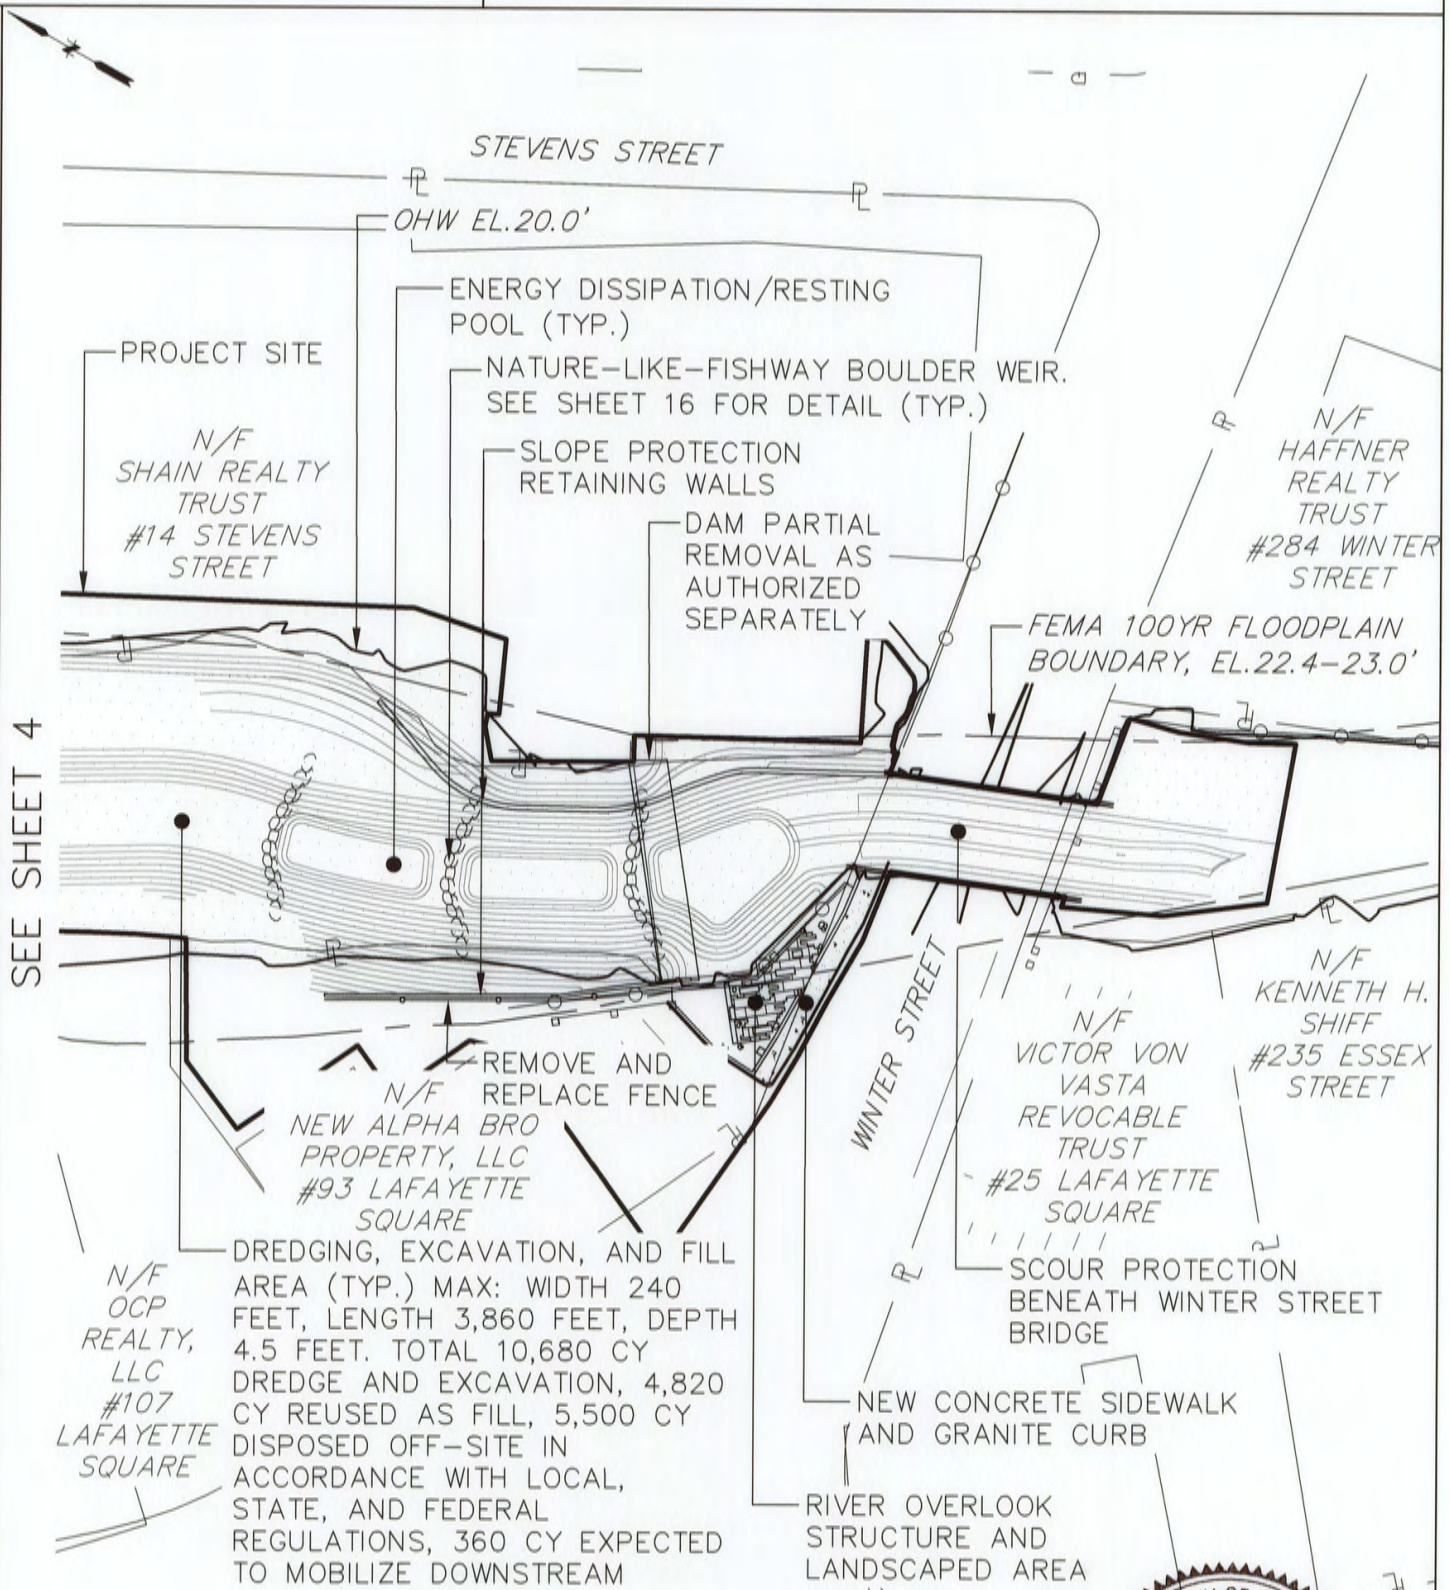 STEVENS STREET
OHW EL.20.0'
ENERGY DISSIPATION/RESTING
POOL (TYP.)
PROJECT SITE
NATURE-LIKE-FISHWAY BOULDER WEIR.
SEE SHEET 16 FOR DETAIL (TYP.)
N/F
SHAIN REALTY
TRUST
#14 STEVENS
STREET
SLOPE PROTECTION
RETAINING WALLS
DAM PARTIAL
REMOVAL AS
AUTHORIZED
SEPARATELY
N/F
HAFFNER
REALTY
TRUST
#284 WINTER
STREET
FEMA 100YR FLOODPLAIN
BOUNDARY, EL.22.4-23.0'
SEE SHEET 4
REMOVE AND
REPLACE FENCE
N/F
NEW ALPHA BRO
PROPERTY, LLC
#93 LAFAYETTE
SQUARE
WINTER STREET
N/F
VICTOR VON
VASTA
REVOCABLE
TRUST
#25 LAFAYETTE
SQUARE
N/F
KENNETH H.
SHIFF
#235 ESSEX
STREET
N/F
OCP
REALTY,
LLC
#107
LAFAYETTE
SQUARE
DREDGING, EXCAVATION, AND FILL
AREA (TYP.) MAX: WIDTH 240
FEET, LENGTH 3,860 FEET, DEPTH
4.5 FEET. TOTAL 10,680 CY
DREDGE AND EXCAVATION, 4,820
CY REUSED AS FILL, 5,500 CY
DISPOSED OFF-SITE IN
ACCORDANCE WITH LOCAL,
STATE, AND FEDERAL
REGULATIONS, 360 CY EXPECTED
TO MOBILIZE DOWNSTREAM
SCOUR PROTECTION
BENEATH WINTER STREET
BRIDGE
NEW CONCRETE SIDEWALK
AND GRANITE CURB
RIVER OVERLOOK
STRUCTURE AND
LANDSCAPED AREA